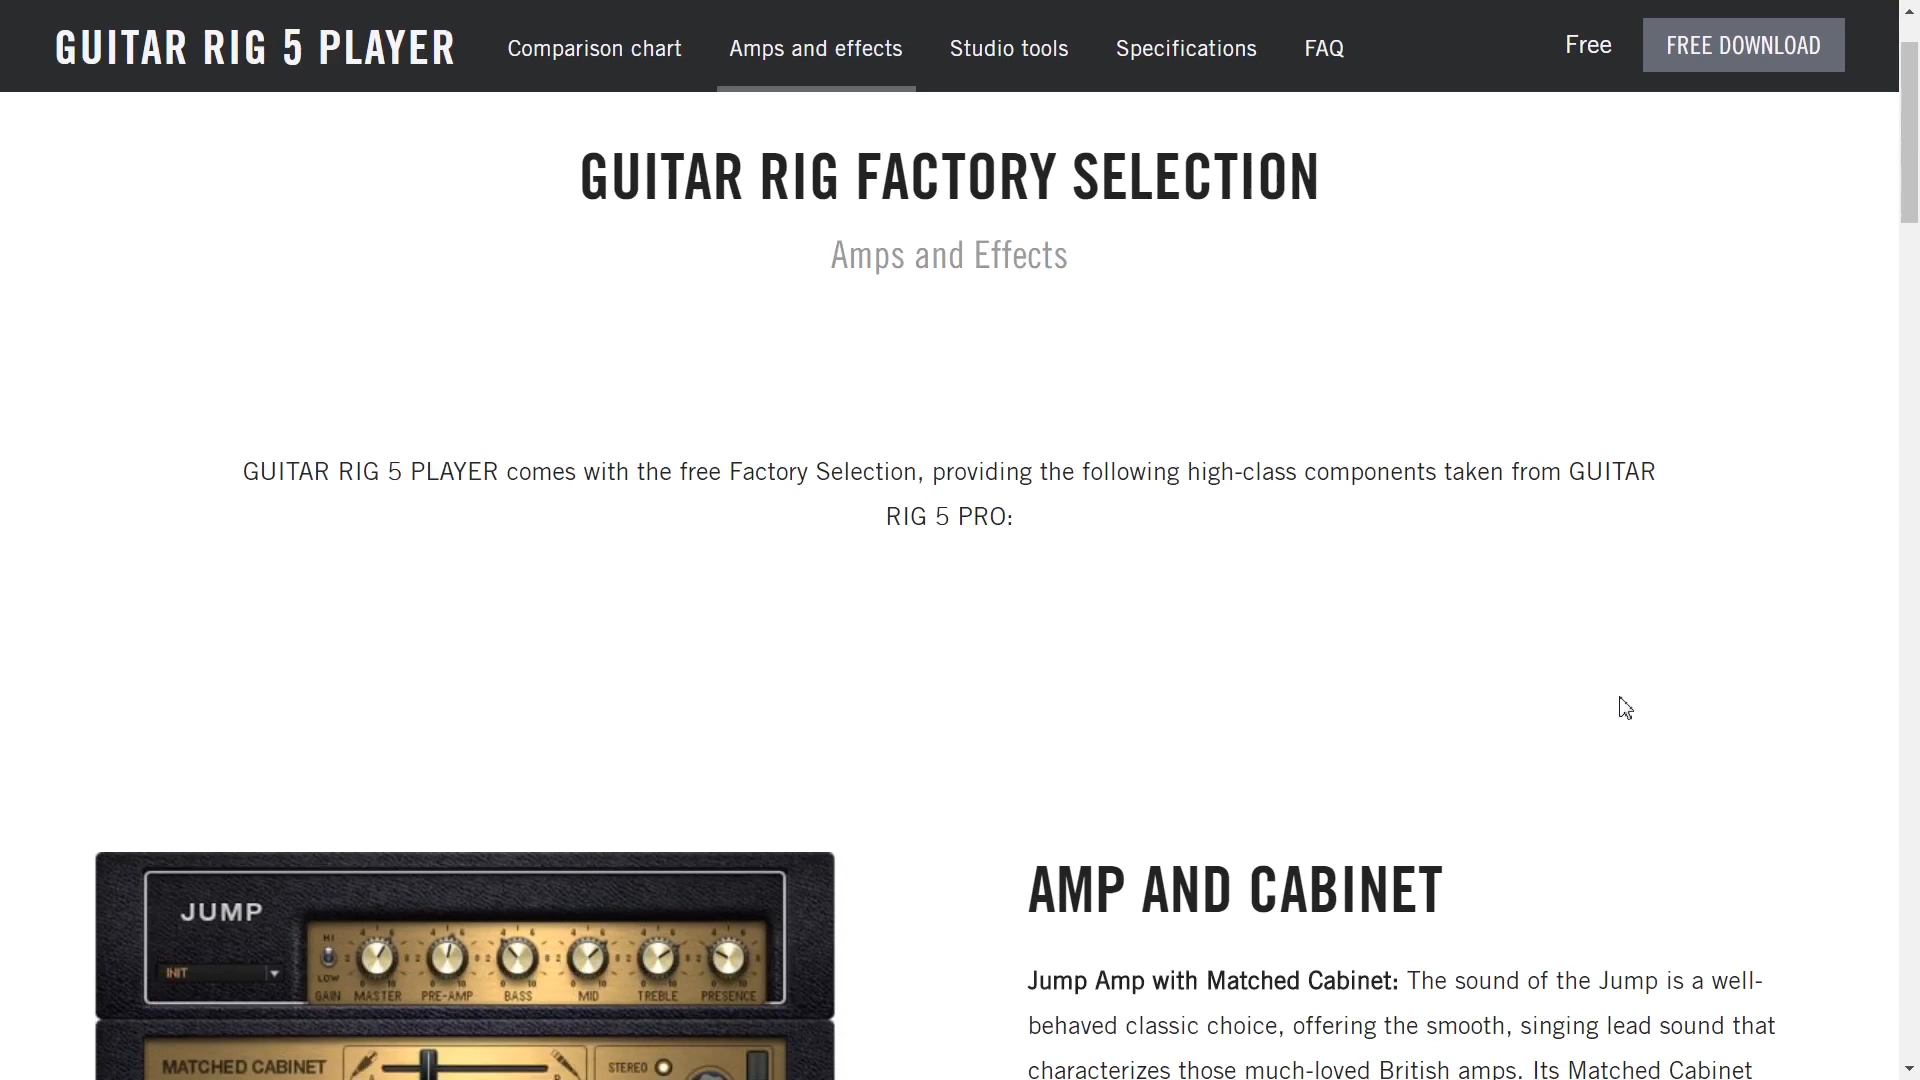 GUITAR RIG 5 PLAYER Comparison chart Amps and effects Studio tools Specifications FAQ Free FREE DOWNLOAD
GUITAR RIG FACTORY SELECTION
Amps and Effects
GUITAR RIG 5 PLAYER comes with the free Factory Selection, providing the following high-class components taken from GUITAR
RIG 5 PRO:
JUMP
INIT
HI
LOW
GAIN MASTER PRE-AMP BASS MID TREBLE PRESENCE
MATCHED CABINET
A
STEREO
AMP AND CABINET
Jump Amp with Matched Cabinet: The sound of the Jump is a well-
behaved classic choice, offering the smooth, singing lead sound that
characterizes those much-loved British amps. Its Matched Cabinet